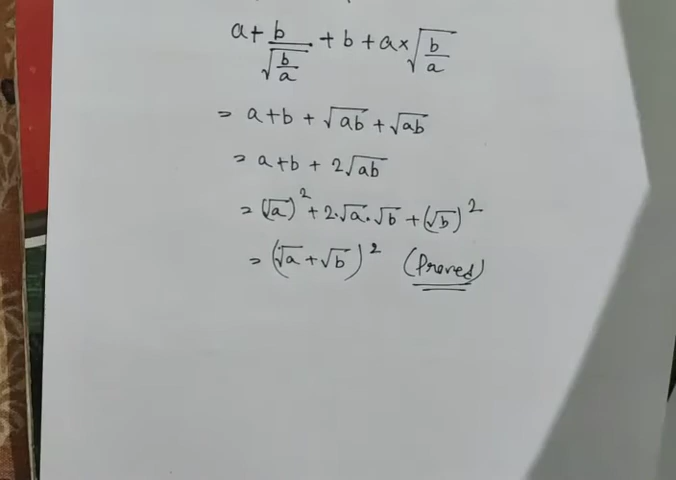 a + b/√(b/a) + b + a × √(b/a)
= a+b + √ab + √ab
= a+b + 2√ab
= (√a)² + 2.√a.√b + (√b)²
= (√a + √b)² (Proved)